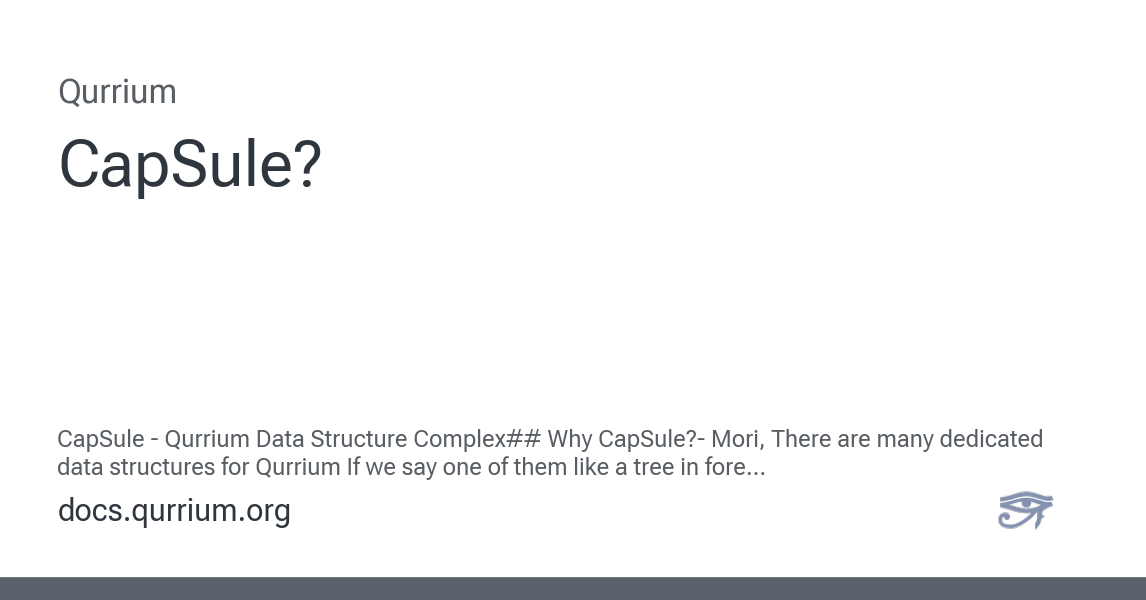 Qurrium
CapSule?
CapSule - Qurrium Data Structure Complex## Why CapSule?- Mori, There are many dedicated
data structures for Qurrium If we say one of them like a tree in fore...
docs.qurrium.org